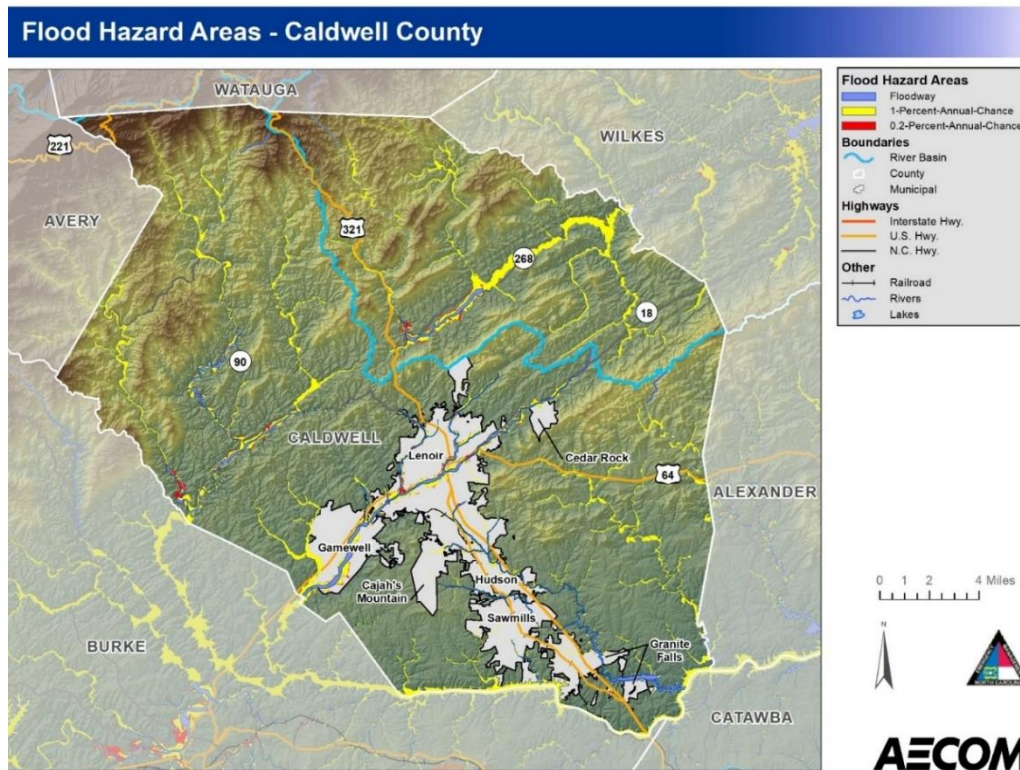 Flood Hazard Areas - Caldwell County
WATAUGA
WILKES
221
AVERY
321
268
18
90
CALDWELL
Lenoir
Cedar Rock
64
ALEXANDER
Gamewell
Cajah's
Mountain
Hudson
Sawmills
BURKE
Granite
Falls
CATAWBA
Flood Hazard Areas
Floodway
1-Percent-Annual-Chance
0.2-Percent-Annual-Chance
Boundaries
River Basin
County
Municipal
Highways
Interstate Hwy.
U.S. Hwy.
N.C. Hwy.
Other
Railroad
Rivers
Lakes
0 1 2 4 Miles
N
NORTH CAROLINA
AECOM